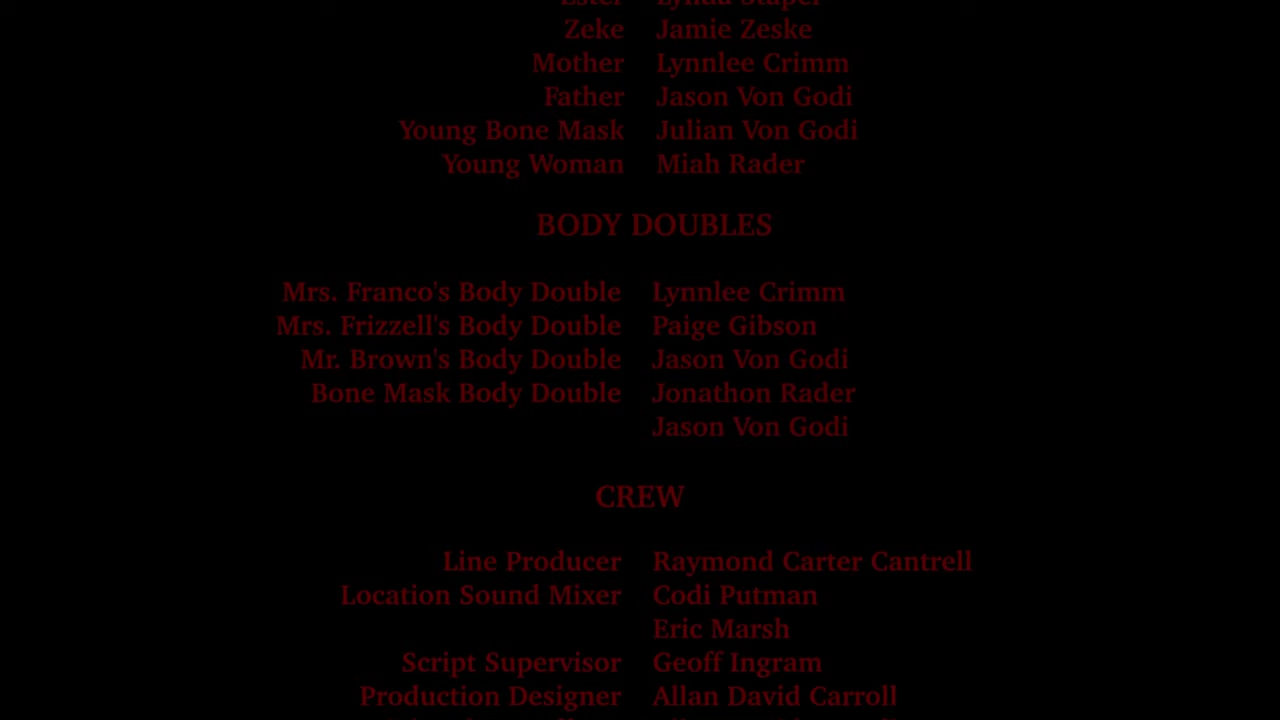 Zeke Jamie Zeske
Mother Lynnlee Crimm
Father Jason Von Godi
Young Bone Mask Julian Von Godi
Young Woman Miah Rader
BODY DOUBLES
Mrs. Franco's Body Double Lynnlee Crimm
Mrs. Frizzell's Body Double Paige Gibson
Mr. Brown's Body Double Jason Von Godi
Bone Mask Body Double Jonathon Rader
Jason Von Godi
CREW
Line Producer Raymond Carter Cantrell
Location Sound Mixer Codi Putman
Eric Marsh
Script Supervisor Geoff Ingram
Production Designer Allan David Carroll